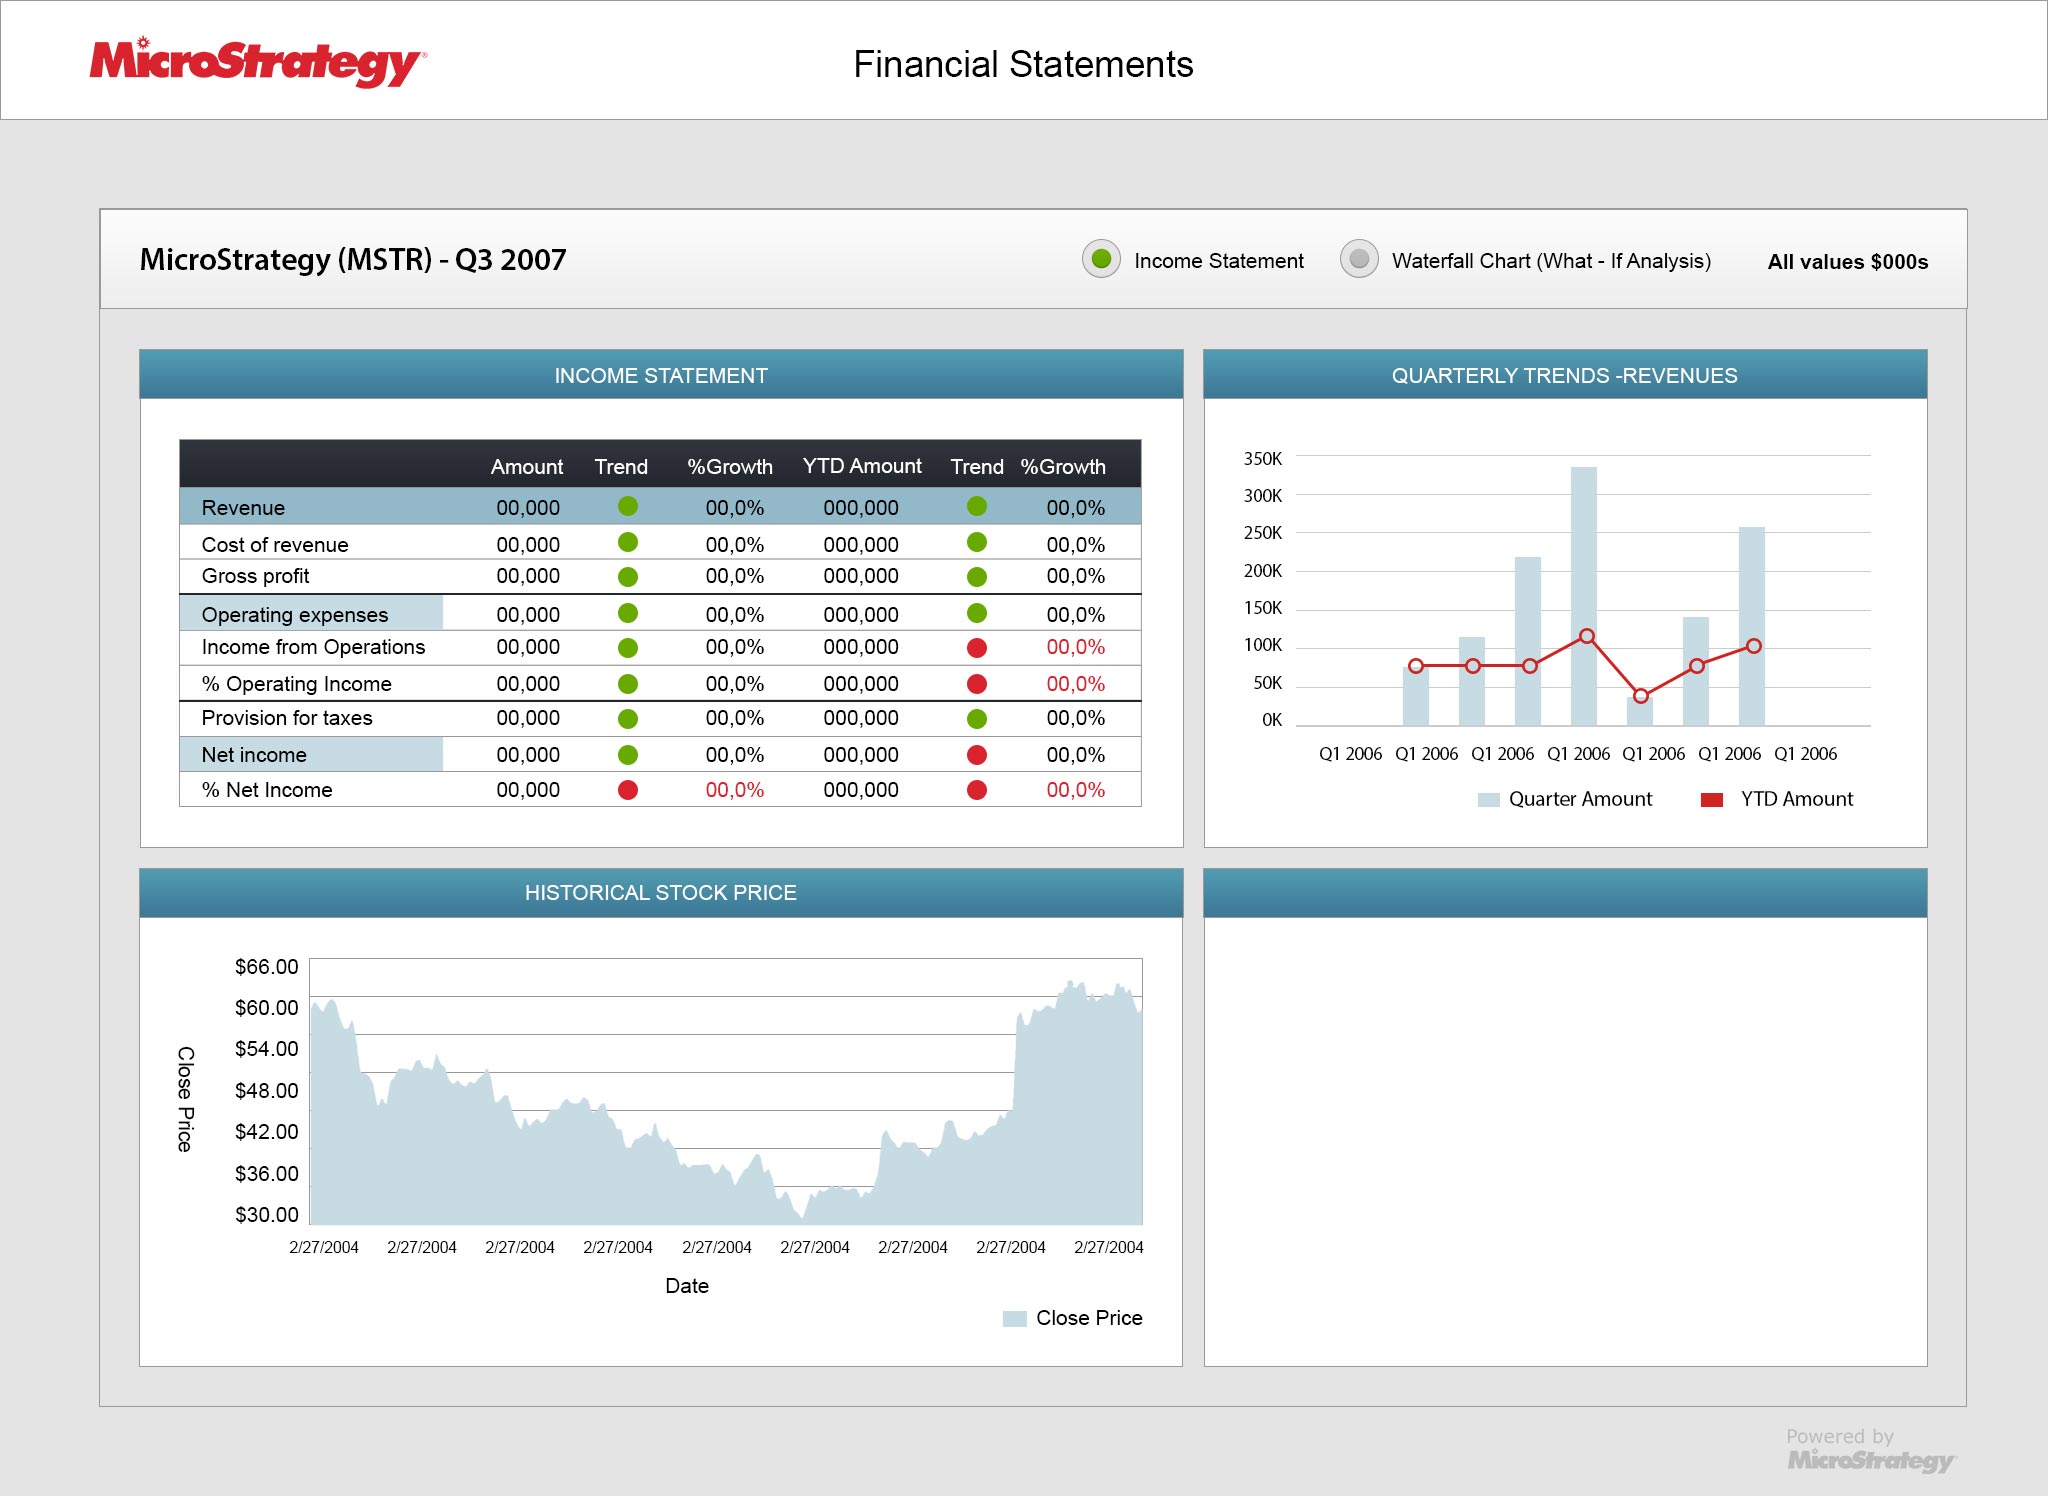 MicroStrategy®
Financial Statements
MicroStrategy (MSTR) - Q3 2007
Income Statement
Waterfall Chart (What - If Analysis)
All values $000s
INCOME STATEMENT
Amount Trend %Growth YTD Amount Trend %Growth
Revenue 00,000 00,0% 000,000 00,0%
Cost of revenue 00,000 00,0% 000,000 00,0%
Gross profit 00,000 00,0% 000,000 00,0%
Operating expenses 00,000 00,0% 000,000 00,0%
Income from Operations 00,000 00,0% 000,000 00,0%
% Operating Income 00,000 00,0% 000,000 00,0%
Provision for taxes 00,000 00,0% 000,000 00,0%
Net income 00,000 00,0% 000,000 00,0%
% Net Income 00,000 00,0% 000,000 00,0%
QUARTERLY TRENDS -REVENUES
350K
300K
250K
200K
150K
100K
50K
0K
Q1 2006 Q1 2006 Q1 2006 Q1 2006 Q1 2006 Q1 2006 Q1 2006
Quarter Amount YTD Amount
HISTORICAL STOCK PRICE
Close Price
$66.00
$60.00
$54.00
$48.00
$42.00
$36.00
$30.00
2/27/2004 2/27/2004 2/27/2004 2/27/2004 2/27/2004 2/27/2004 2/27/2004 2/27/2004 2/27/2004
Date
Close Price
Powered by
MicroStrategy